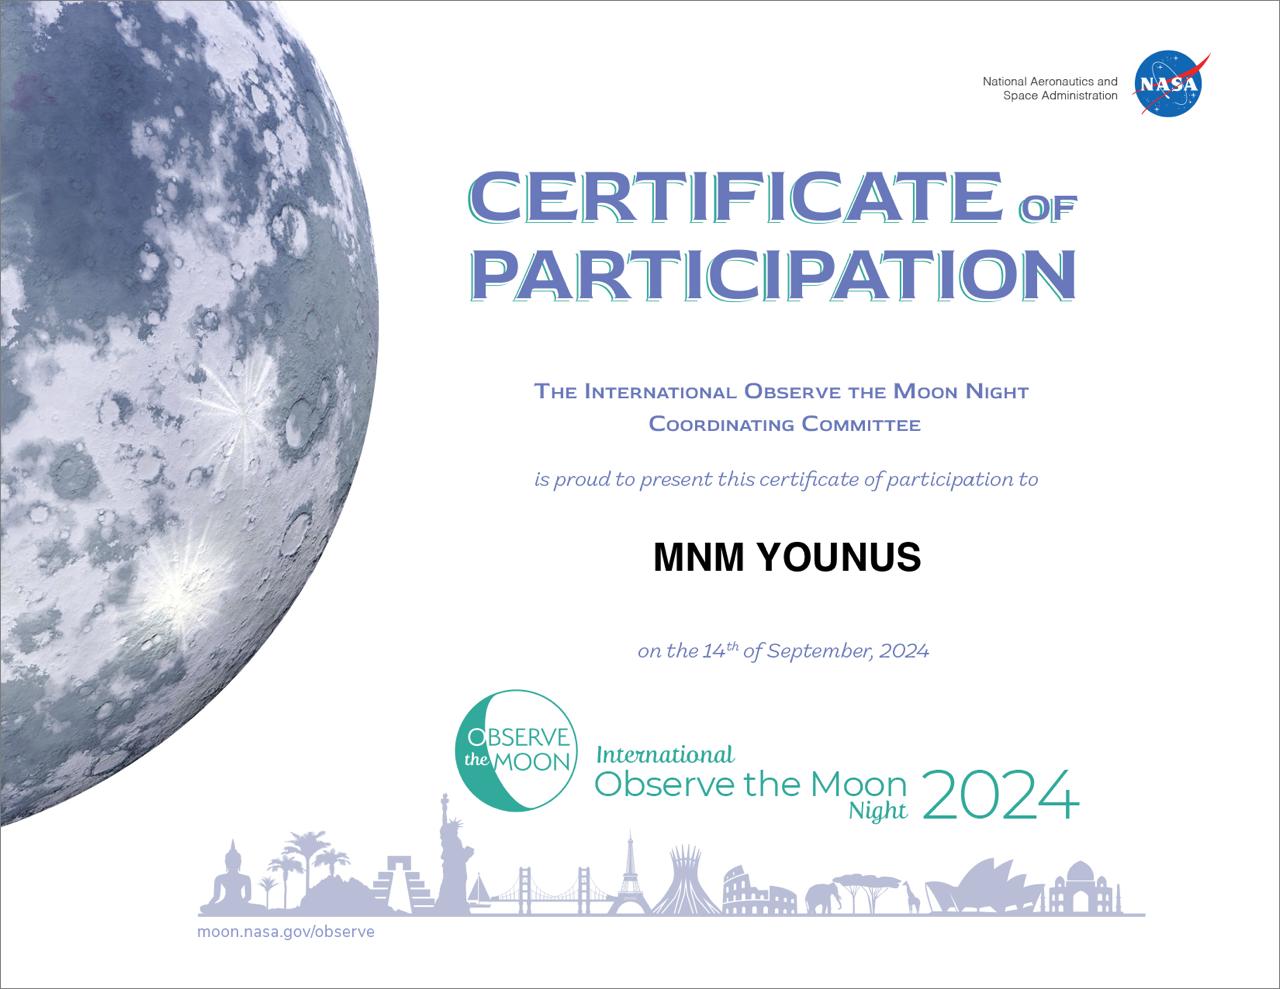 National Aeronautics and
Space Administration
NASA
CERTIFICATE OF
PARTICIPATION
The International Observe the Moon Night
Coordinating Committee
is proud to present this certificate of participation to
MNM YOUNUS
on the 14th of September, 2024
OBSERVE
the MOON
International
Observe the Moon
Night
2024
moon.nasa.gov/observe